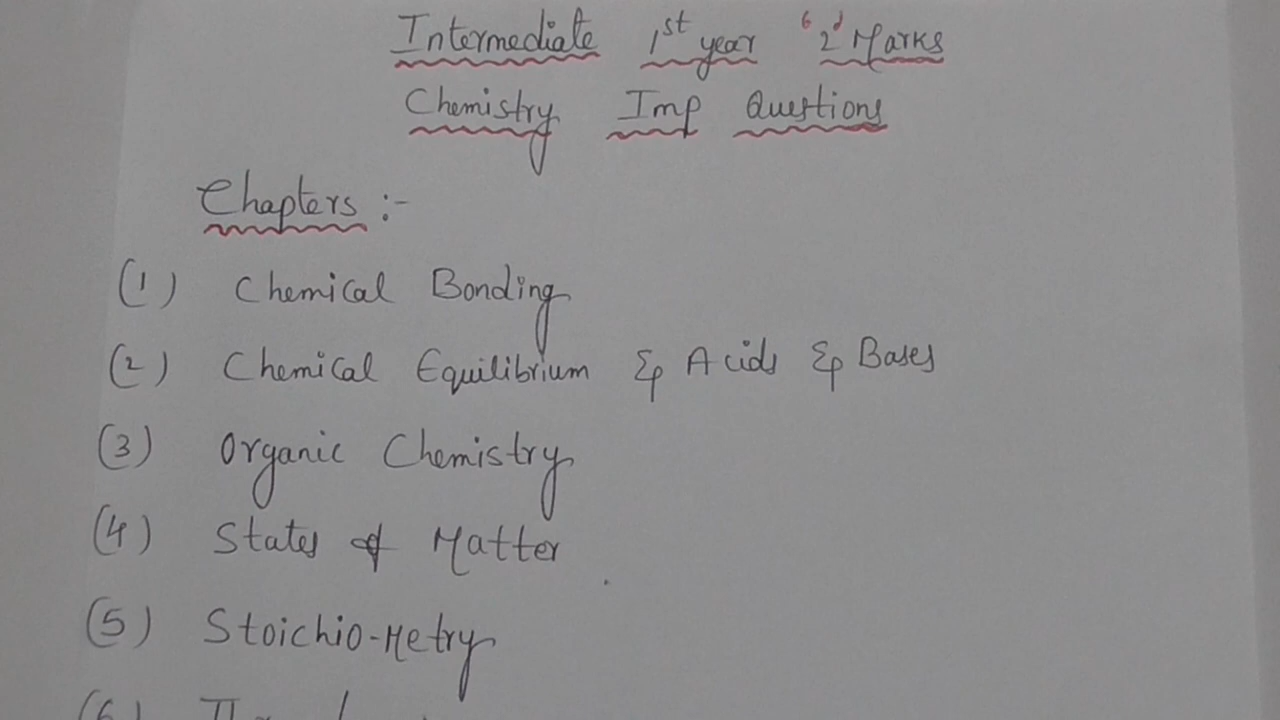 Intermediate 1st year "2" Marks
Chemistry Imp Questions
Chapters :-
(1) Chemical Bonding
(2) Chemical Equilibrium & Acids & Bases
(3) Organic Chemistry
(4) States of Matter
(5) Stoichio-Metry
(6)